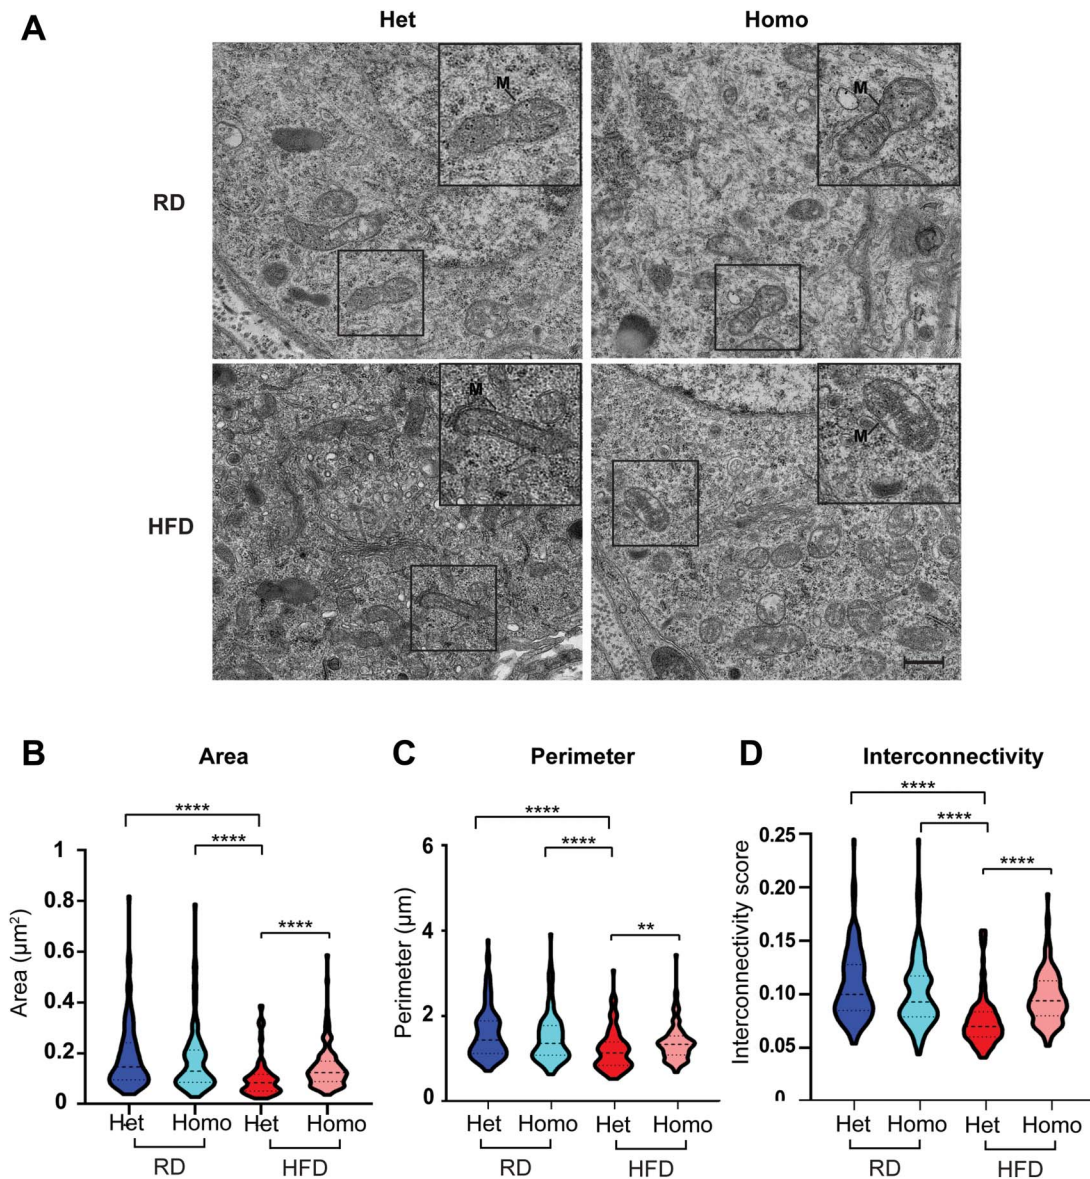 A
Het
Homo
RD
M
M
HFD
M
M
B
Area
****
****
****
Area (µm²)
1
0.8
0.6
0.4
0.2
0
Het
Homo
Het
Homo
RD
HFD
C
Perimeter
****
****
**
Perimeter (µm)
6
4
2
0
Het
Homo
Het
Homo
RD
HFD
D
Interconnectivity
****
****
****
Interconnectivity score
0.25
0.20
0.15
0.10
0.05
0
Het
Homo
Het
Homo
RD
HFD